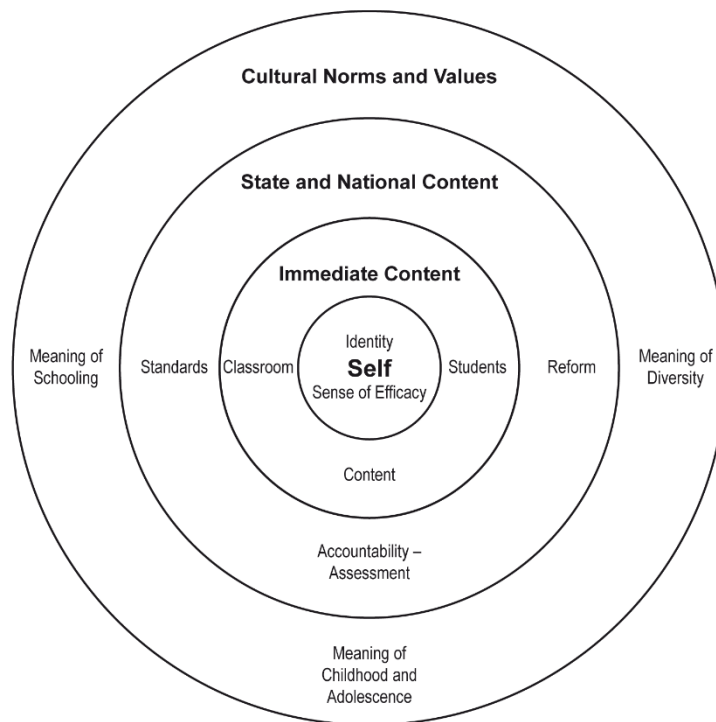 Cultural Norms and Values
State and National Content
Immediate Content
Identity
Self
Sense of Efficacy
Meaning of
Schooling
Standards
Classroom
Students
Reform
Meaning of
Diversity
Content
Accountability –
Assessment
Meaning of
Childhood and
Adolescence